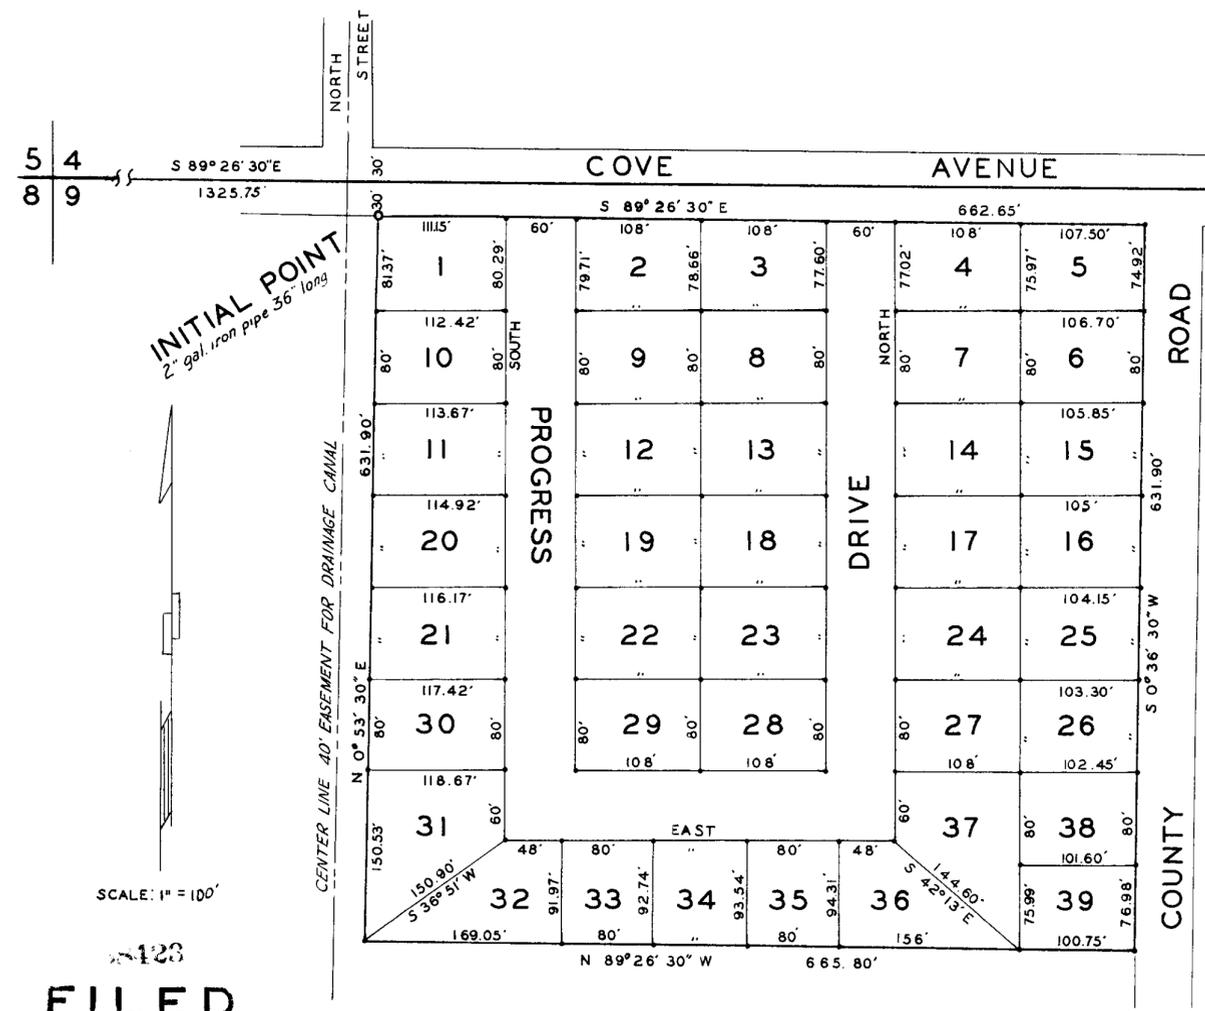 NORTH STREET
5 4
8 9
S 89° 26' 30" E
1325.75'
30'
30'
COVE AVENUE
S 89° 26' 30" E 662.65'
INITIAL POINT
2" gal. iron pipe 36" long
111.15' 60' 108' 108' 60' 108' 107.50'
81.37' 1 80.29' 79.71' 2 78.66' 3 77.60' 77.02' 4 75.97' 5 74.92'
112.42' " " " 106.70'
80' 10 80' SOUTH 80' 9 80' 8 80' NORTH 80' 7 80' 6 80'
113.67' " " " 105.85'
" 11 " " 12 " 13 " " 14 " 15 "
114.92' " " " 105'
" 20 " " 19 " 18 " " 17 " 16 "
116.17' " " " 104.15'
" 21 " " 22 " 23 " " 24 " 25 "
117.42' 103.30'
80' 30 80' 80' 29 80' 28 80' 80' 27 " 26 "
108' 108' 108' 102.45'
118.67'
150.53' 31 60' 60' 37 80' 38 80'
EAST
48' 80' " 80' 48' 101.60'
150.90'
S 36° 51' W
32 91.97' 33 92.74' 34 93.54' 35 94.31' 36
144.60'
S 42° 13' E
75.99' 39 76.98'
169.05' 80' " 80' 156' 100.75'
N 89° 26' 30" W 665.80'
PROGRESS
DRIVE
COUNTY ROAD
631.90'
N 0° 53' 30" E
631.90'
S 0° 36' 30" W
CENTER LINE 40' EASEMENT FOR DRAINAGE CANAL
SCALE: 1" = 100'
FILED